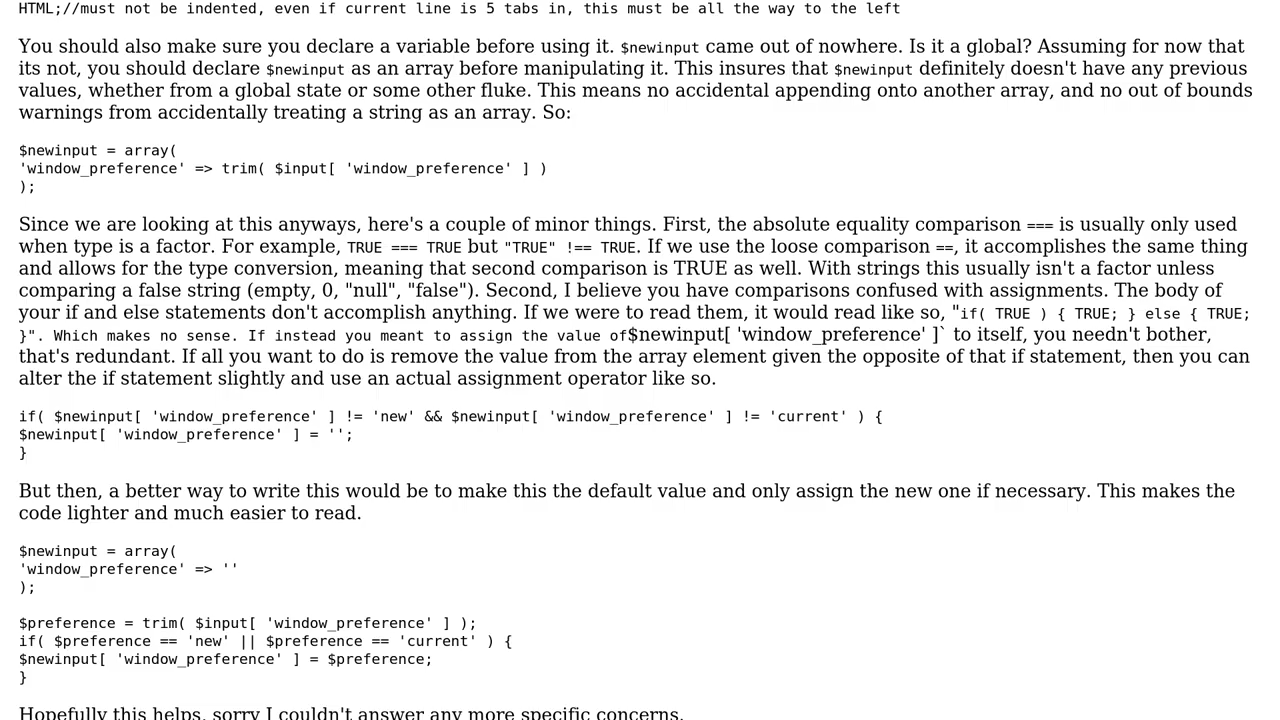 HTML;//must not be indented, even if current line is 5 tabs in, this must be all the way to the left
You should also make sure you declare a variable before using it. $newinput came out of nowhere. Is it a global? Assuming for now that
its not, you should declare $newinput as an array before manipulating it. This insures that $newinput definitely doesn't have any previous
values, whether from a global state or some other fluke. This means no accidental appending onto another array, and no out of bounds
warnings from accidentally treating a string as an array. So:
$newinput = array(
'window_preference' => trim( $input[ 'window_preference' ] )
);
Since we are looking at this anyways, here's a couple of minor things. First, the absolute equality comparison === is usually only used
when type is a factor. For example, TRUE === TRUE but "TRUE" !== TRUE. If we use the loose comparison ==, it accomplishes the same thing
and allows for the type conversion, meaning that second comparison is TRUE as well. With strings this usually isn't a factor unless
comparing a false string (empty, 0, "null", "false"). Second, I believe you have comparisons confused with assignments. The body of
your if and else statements don't accomplish anything. If we were to read them, it would read like so, "if( TRUE ) { TRUE; } else { TRUE;
}". Which makes no sense. If instead you meant to assign the value of$newinput[ 'window_preference' ]` to itself, you needn't bother,
that's redundant. If all you want to do is remove the value from the array element given the opposite of that if statement, then you can
alter the if statement slightly and use an actual assignment operator like so.
if( $newinput[ 'window_preference' ] != 'new' && $newinput[ 'window_preference' ] != 'current' ) {
$newinput[ 'window_preference' ] = '';
}
But then, a better way to write this would be to make this the default value and only assign the new one if necessary. This makes the
code lighter and much easier to read.
$newinput = array(
'window_preference' => ''
);
$preference = trim( $input[ 'window_preference' ] );
if( $preference == 'new' || $preference == 'current' ) {
$newinput[ 'window_preference' ] = $preference;
}
Hopefully this helps, sorry I couldn't answer any more specific concerns.